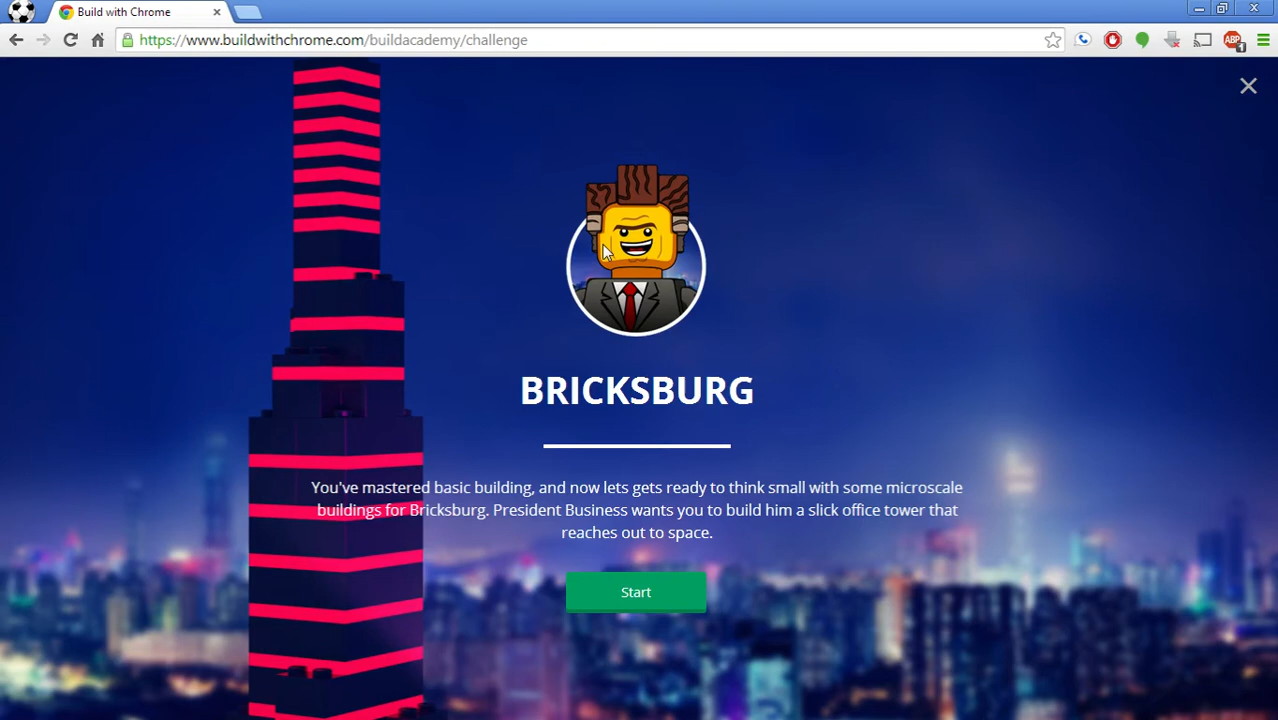 Build with Chrome
https://www.buildwithchrome.com/buildacademy/challenge
ABP
1
BRICKSBURG
You've mastered basic building, and now lets gets ready to think small with some microscale
buildings for Bricksburg. President Business wants you to build him a slick office tower that
reaches out to space.
Start